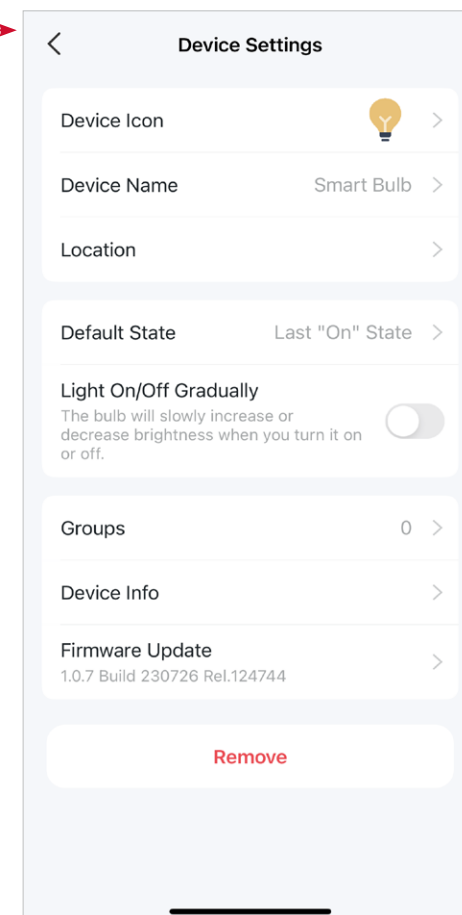 Device Settings
Device Icon
Device Name Smart Bulb
Location
Default State Last "On" State
Light On/Off Gradually
The bulb will slowly increase or
decrease brightness when you turn it on
or off.
Groups 0
Device Info
Firmware Update
1.0.7 Build 230726 Rel.124744
Remove